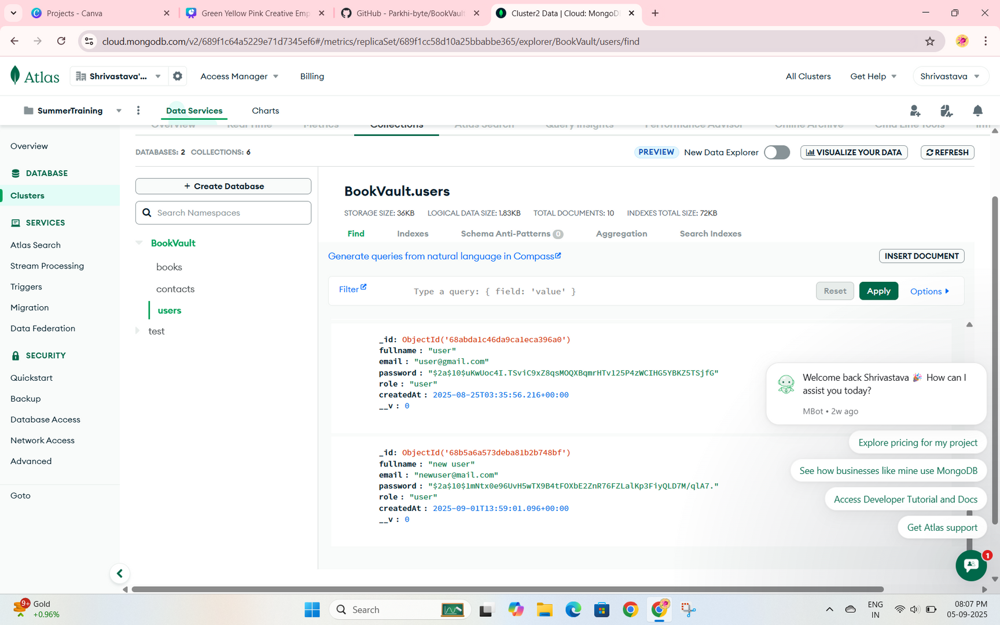 Projects - Canva
Green Yellow Pink Creative Emp
GitHub - Parkhi-byte/BookVault
Cluster2 Data | Cloud: MongoD
cloud.mongodb.com/v2/689f1c64a5229e71d7345ef6#/metrics/replicaSet/689f1cc58d10a25bbabbe365/explorer/BookVault/users/find
Atlas
Shrivastava'...
Access Manager
Billing
All Clusters
Get Help
Shrivastava
SummerTraining
Data Services
Charts
Overview Real Time Metrics Collections Atlas Search Query Insights Performance Advisor Online Archive Cmd Line Tools
Overview
DATABASE
Clusters
SERVICES
Atlas Search
Stream Processing
Triggers
Migration
Data Federation
SECURITY
Quickstart
Backup
Database Access
Network Access
Advanced
Goto
DATABASES: 2 COLLECTIONS: 6
PREVIEW New Data Explorer
VISUALIZE YOUR DATA
REFRESH
+ Create Database
Search Namespaces
BookVault
books
contacts
users
test
BookVault.users
STORAGE SIZE: 36KB LOGICAL DATA SIZE: 1.83KB TOTAL DOCUMENTS: 10 INDEXES TOTAL SIZE: 72KB
Find Indexes Schema Anti-Patterns 0 Aggregation Search Indexes
Generate queries from natural language in Compass
INSERT DOCUMENT
Filter
Type a query: { field: 'value' }
Reset
Apply
Options
_id: ObjectId('68abda1c46da9ca1eca396a0')
fullname : "user"
email : "user@gmail.com"
password : "$2a$10$uKwUoc4I.TSviC9xZ8qsMOQXBqmrHTv125P4zWCIHG5YBKZ5TSjfG"
role : "user"
createdAt : 2025-08-25T03:35:56.216+00:00
__v : 0
_id: ObjectId('68b5a6a573deba81b2b748bf')
fullname : "new user"
email : "newuser@mail.com"
password : "$2a$10$1mNtx0e96UvH5wTX9B4tFOXbE2ZnR76FZLalKp3FiyQLD7M/qlA7."
role : "user"
createdAt : 2025-09-01T13:59:01.096+00:00
__v : 0
Welcome back Shrivastava 🎉 How can I
assist you today?
MBot • 2w ago
Explore pricing for my project
See how businesses like mine use MongoDB
Access Developer Tutorial and Docs
Get Atlas support
1
9+
Gold
+0.96%
Search
ENG
IN
08:07 PM
05-09-2025